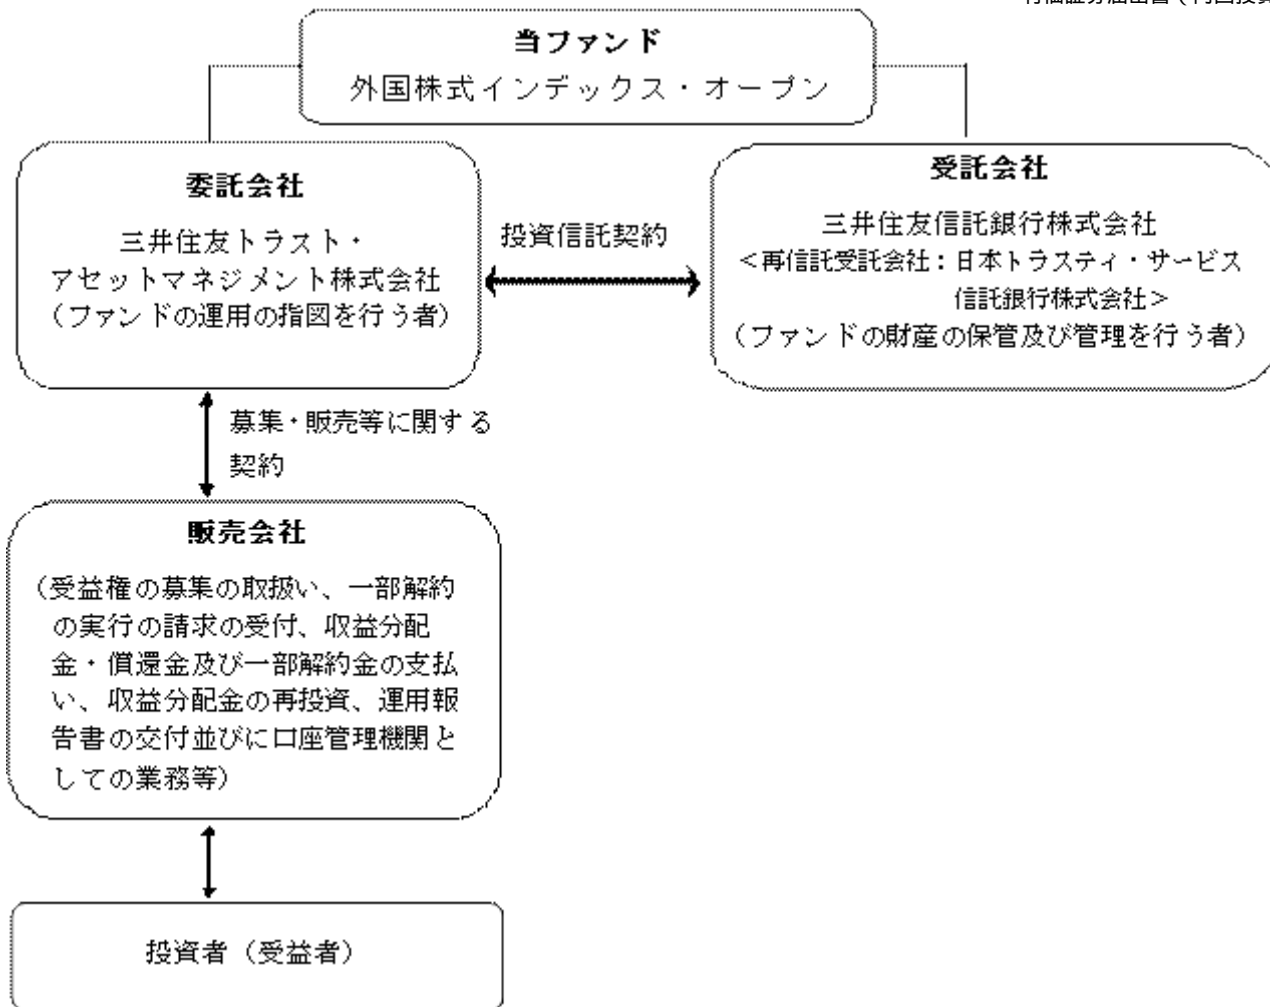 当ファンド
外国株式インデックス・オープン
委託会社
三井住友トラスト・
アセットマネジメント株式会社
(ファンドの運用の指図を行う者)
投資信託契約
受託会社
三井住友信託銀行株式会社
<再信託受託会社:日本トラスティ・サービス
信託銀行株式会社>
(ファンドの財産の保管及び管理を行う者)
募集・販売等に関する
契約
販売会社
(受益権の募集の取扱い、一部解約
の実行の請求の受付、収益分配
金・償還金及び一部解約金の支払
い、収益分配金の再投資、運用報
告書の交付並びに口座管理機関と
しての業務等)
投資者(受益者)